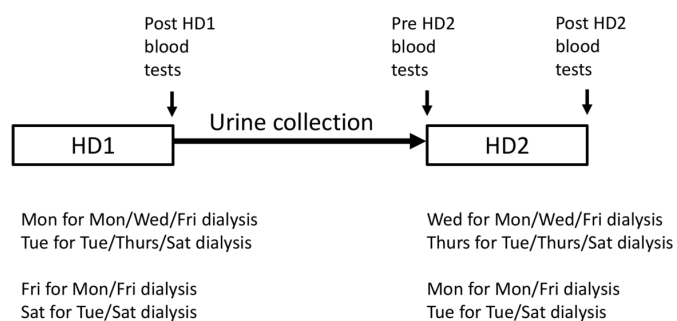 Post HD1
blood
tests
Pre HD2
blood
tests
Post HD2
blood
tests
Urine collection
HD1
HD2
Mon for Mon/Wed/Fri dialysis
Tue for Tue/Thurs/Sat dialysis
Fri for Mon/Fri dialysis
Sat for Tue/Sat dialysis
Wed for Mon/Wed/Fri dialysis
Thurs for Tue/Thurs/Sat dialysis
Mon for Mon/Fri dialysis
Tue for Tue/Sat dialysis